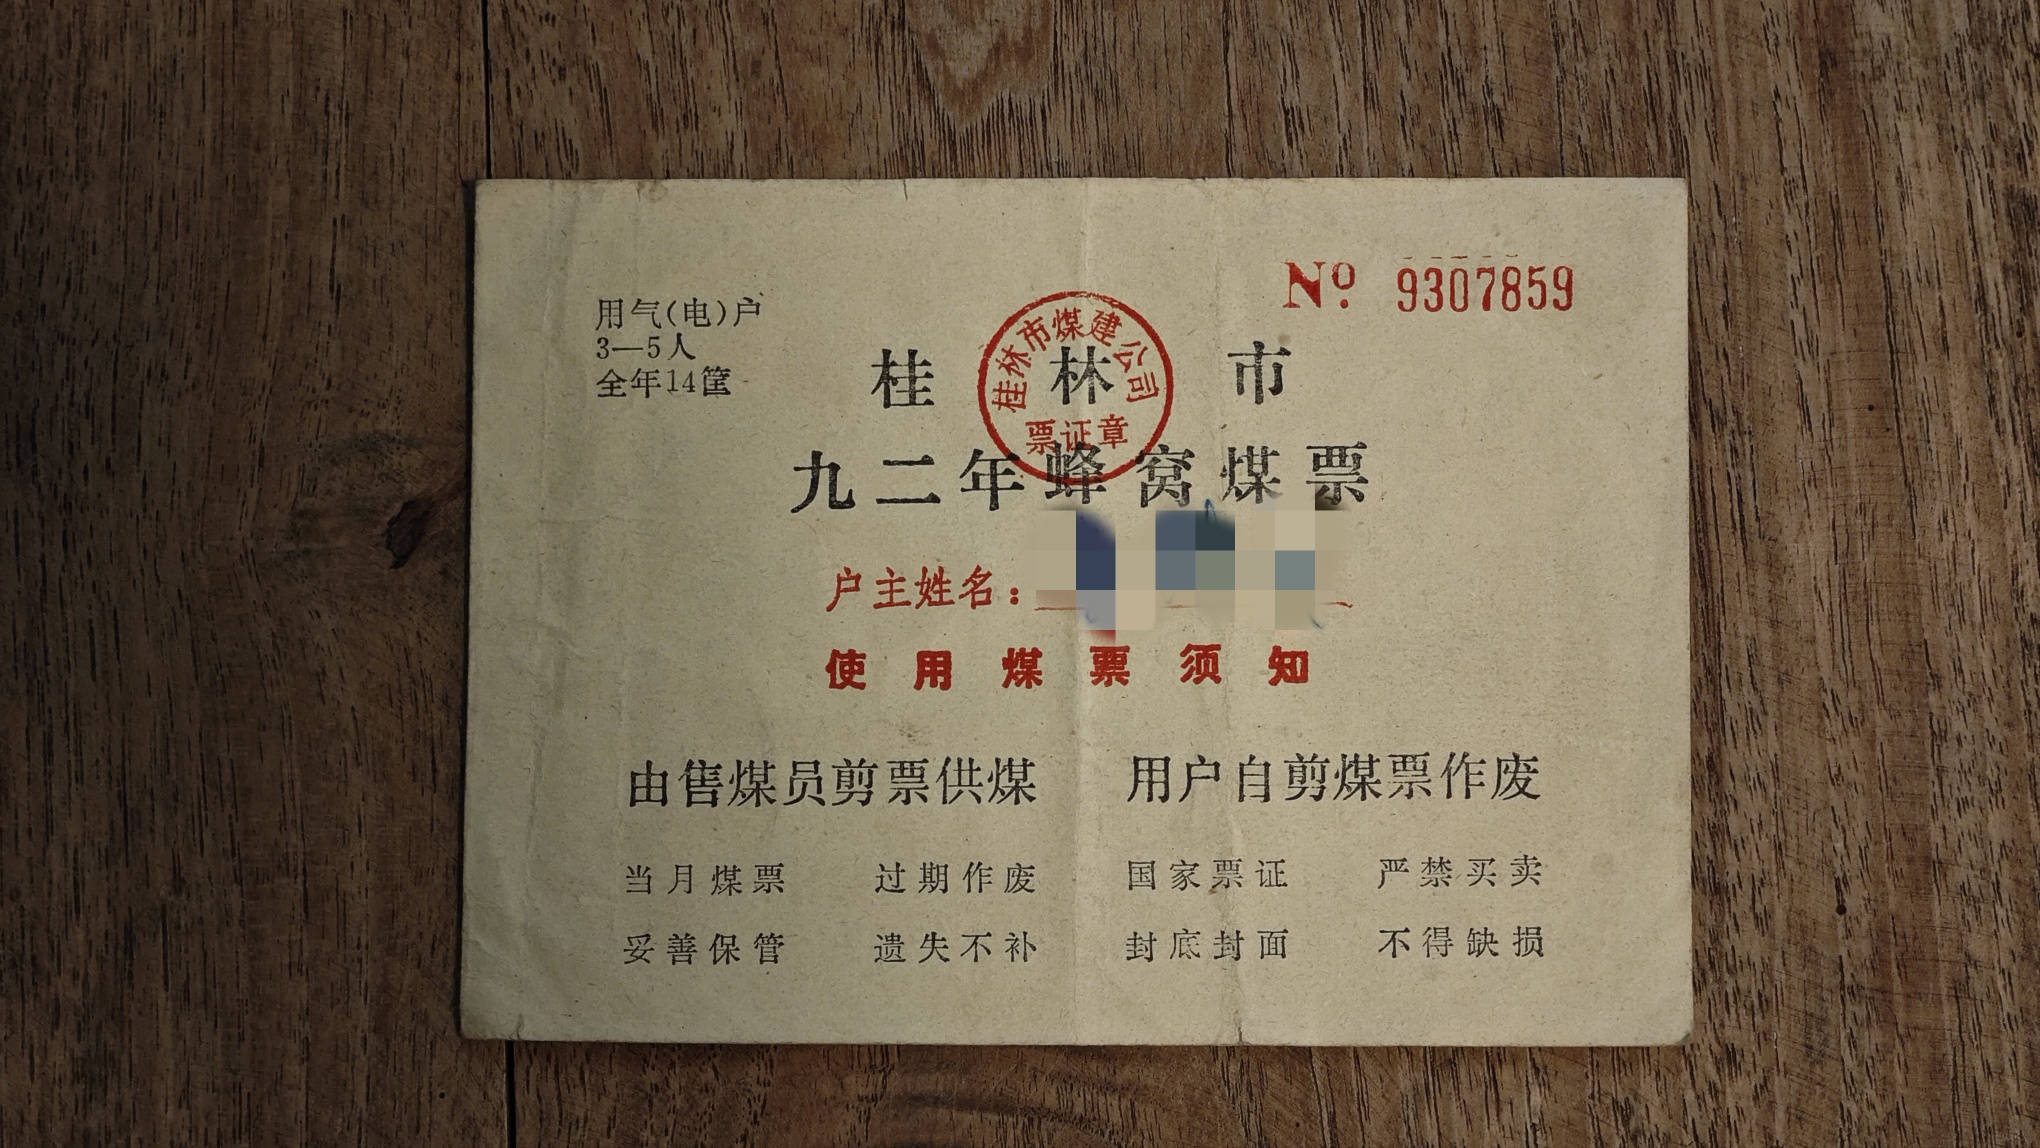 用气(电)户
3—5人
全年14筐
№ 9307859
桂林市煤建公司
票证章
桂林市
九二年蜂窝煤票
户主姓名：
使用煤票须知
由售煤员剪票供煤 用户自剪煤票作废
当月煤票 过期作废 国家票证 严禁买卖
妥善保管 遗失不补 封底封面 不得缺损